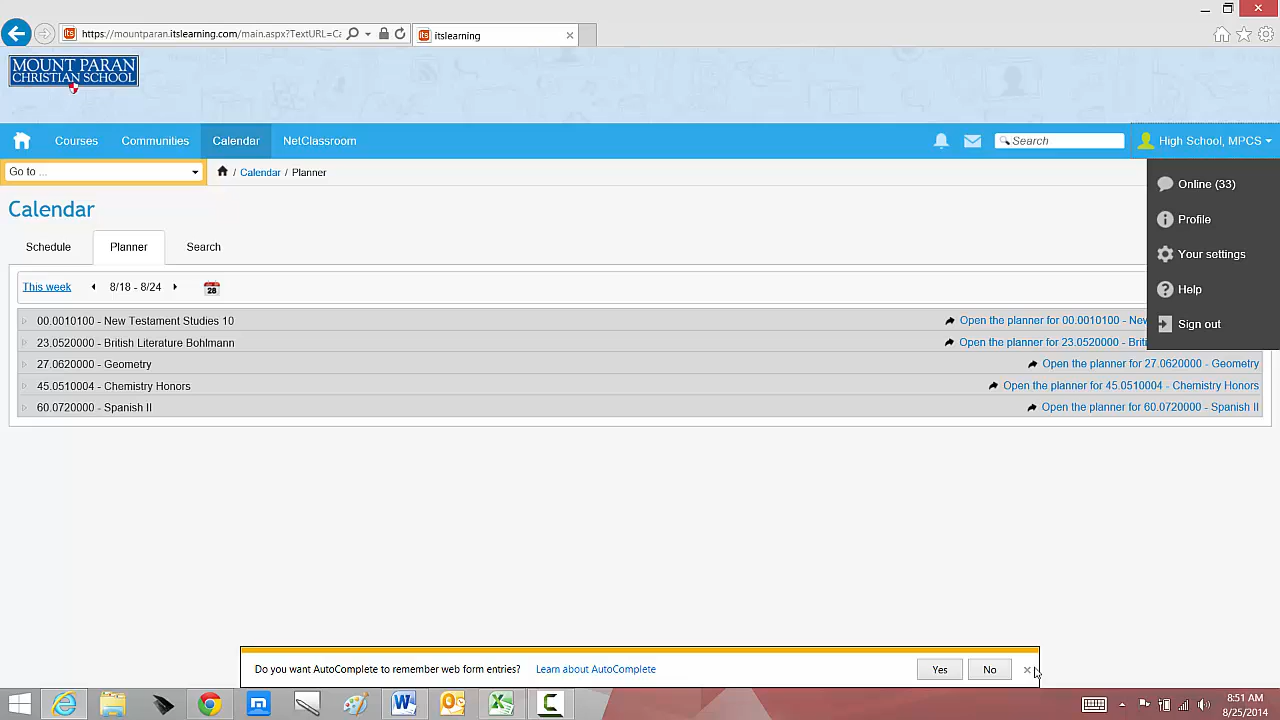 https://mountparan.itslearning.com/main.aspx?TextURL=Ca
itslearning
MOUNT PARAN
CHRISTIAN SCHOOL
Courses
Communities
Calendar
NetClassroom
Search
High School, MPCS
Go to ...
/ Calendar / Planner
Online (33)
Profile
Your settings
Help
Sign out
Calendar
Schedule
Planner
Search
This week
8/18 - 8/24
28
00.0010100 - New Testament Studies 10
Open the planner for 00.0010100 - New
23.0520000 - British Literature Bohlmann
Open the planner for 23.0520000 - Briti
27.0620000 - Geometry
Open the planner for 27.0620000 - Geometry
45.0510004 - Chemistry Honors
Open the planner for 45.0510004 - Chemistry Honors
60.0720000 - Spanish II
Open the planner for 60.0720000 - Spanish II
Do you want AutoComplete to remember web form entries?
Learn about AutoComplete
Yes
No
8:51 AM
8/25/2014